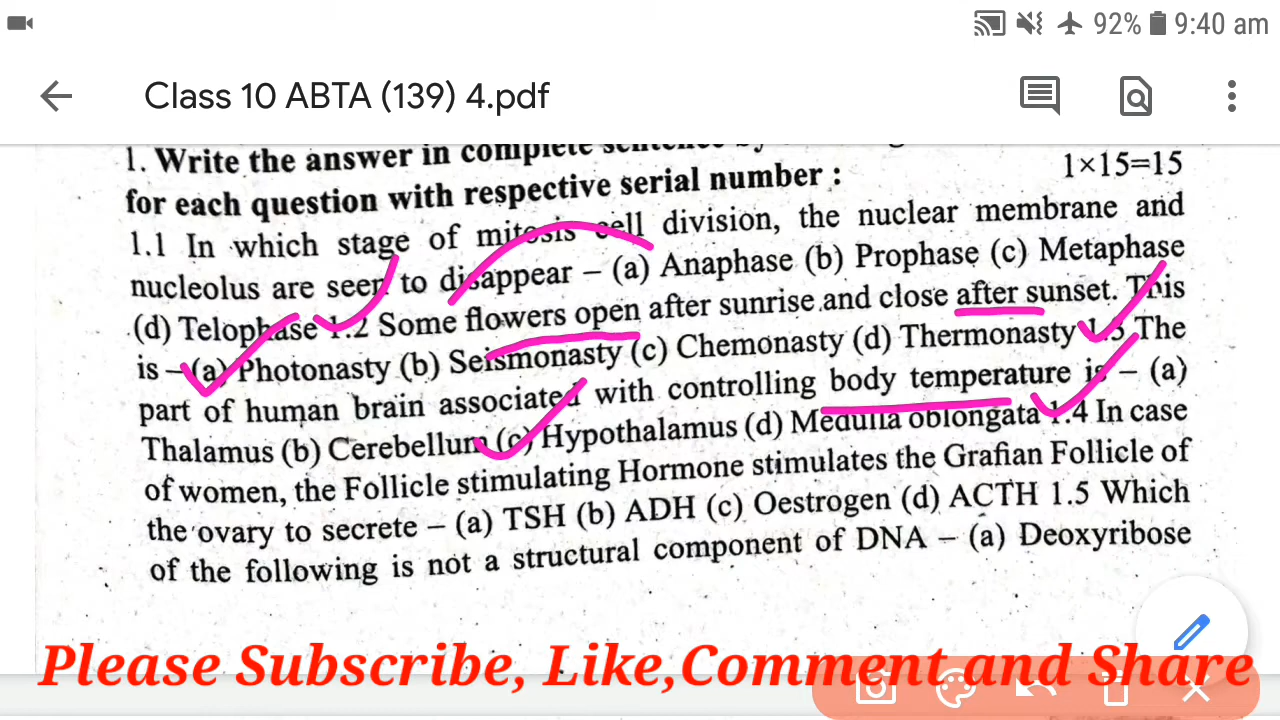 92% 9:40 am
Class 10 ABTA (139) 4.pdf
1. Write the answer in complete
for each question with respective serial number : 1×15=15
1.1 In which stage of mitosis cell division, the nuclear membrane and
nucleolus are seen to disappear – (a) Anaphase (b) Prophase (c) Metaphase
(d) Telophase 1.2 Some flowers open after sunrise and close after sunset. This
is – (a) Photonasty (b) Seismonasty (c) Chemonasty (d) Thermonasty 1.3 The
part of human brain associated with controlling body temperature is – (a)
Thalamus (b) Cerebellum (c) Hypothalamus (d) Medulla oblongata 1.4 In case
of women, the Follicle stimulating Hormone stimulates the Grafian Follicle of
the ovary to secrete – (a) TSH (b) ADH (c) Oestrogen (d) ACTH 1.5 Which
of the following is not a structural component of DNA – (a) Deoxyribose
Please Subscribe, Like,Comment and Share